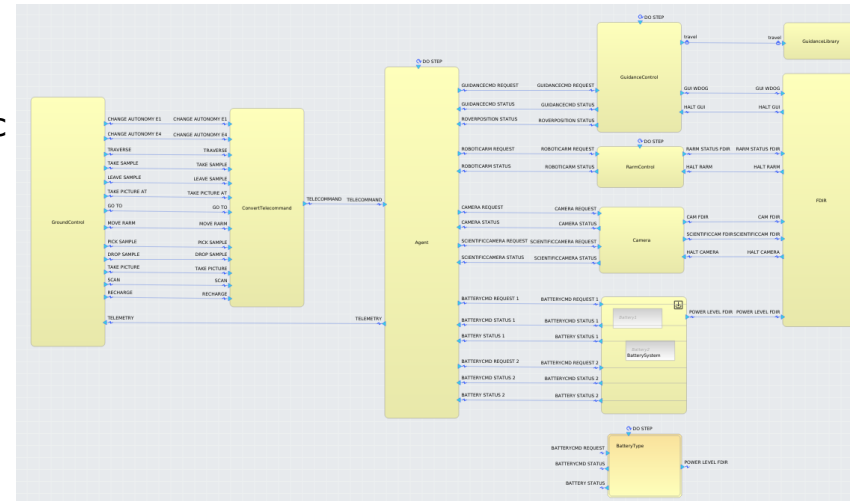 c
GroundControl
CHANGE AUTONOMY E1 CHANGE AUTONOMY E1
CHANGE AUTONOMY E4 CHANGE AUTONOMY E4
TRAVERSE TRAVERSE
TAKE SAMPLE TAKE SAMPLE
LEAVE SAMPLE LEAVE SAMPLE
TAKE PICTURE AT TAKE PICTURE AT
GO TO GO TO
MOVE RARM MOVE RARM
PICK SAMPLE PICK SAMPLE
DROP SAMPLE DROP SAMPLE
TAKE PICTURE TAKE PICTURE
SCAN SCAN
RECHARGE RECHARGE
TELEMETRY TELEMETRY
ConvertTelecommand
TELECOMMAND TELECOMMAND
DO STEP
Agent
GUIDANCECMD REQUEST GUIDANCECMD REQUEST
GUIDANCECMD STATUS GUIDANCECMD STATUS
ROVERPOSITION STATUS ROVERPOSITION STATUS
ROBOTICARM REQUEST ROBOTICARM REQUEST
ROBOTICARM STATUS ROBOTICARM STATUS
CAMERA REQUEST CAMERA REQUEST
CAMERA STATUS CAMERA STATUS
SCIENTIFICCAMERA REQUEST SCIENTIFICCAMERA REQUEST
SCIENTIFICCAMERA STATUS SCIENTIFICCAMERA STATUS
BATTERYCMD REQUEST 1 BATTERYCMD REQUEST 1
BATTERYCMD STATUS 1 BATTERYCMD STATUS 1
BATTERY STATUS 1 BATTERY STATUS 1
BATTERYCMD REQUEST 2 BATTERYCMD REQUEST 2
BATTERYCMD STATUS 2 BATTERYCMD STATUS 2
BATTERY STATUS 2 BATTERY STATUS 2
DO STEP
GuidanceControl
travel travel
GuidanceLibrary
GUI WDOG GUI WDOG
HALT GUI HALT GUI
DO STEP
RarmControl
RARM STATUS FDIR RARM STATUS FDIR
HALT RARM HALT RARM
FDIR
Camera
CAM FDIR CAM FDIR
SCIENTIFICCAM FDIR SCIENTIFICCAM FDIR
HALT CAMERA HALT CAMERA
BatterySystem
POWER LEVEL FDIR POWER LEVEL FDIR
DO STEP
BatteryType
BATTERYCMD REQUEST
BATTERYCMD STATUS
BATTERY STATUS
POWER LEVEL FDIR